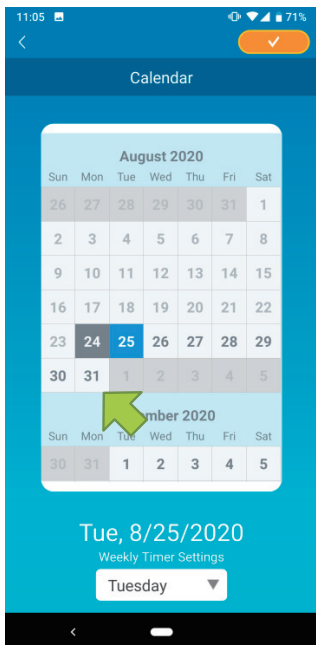 11:05 71%
Calendar
August 2020
Sun Mon Tue Wed Thu Fri Sat
26 27 28 29 30 31 1
2 3 4 5 6 7 8
9 10 11 12 13 14 15
16 17 18 19 20 21 22
23 24 25 26 27 28 29
30 31 1 2 3 4 5
mber 2020
Sun Mon Tue Wed Thu Fri Sat
30 31 1 2 3 4 5
Tue, 8/25/2020
Weekly Timer Settings
Tuesday